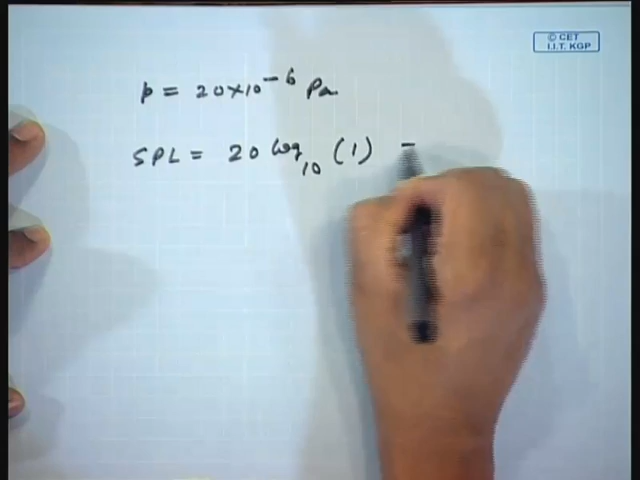 © CET
I.I.T. KGP
p = 20×10⁻⁶ Pa
SPL = 20 log₁₀ (1) =